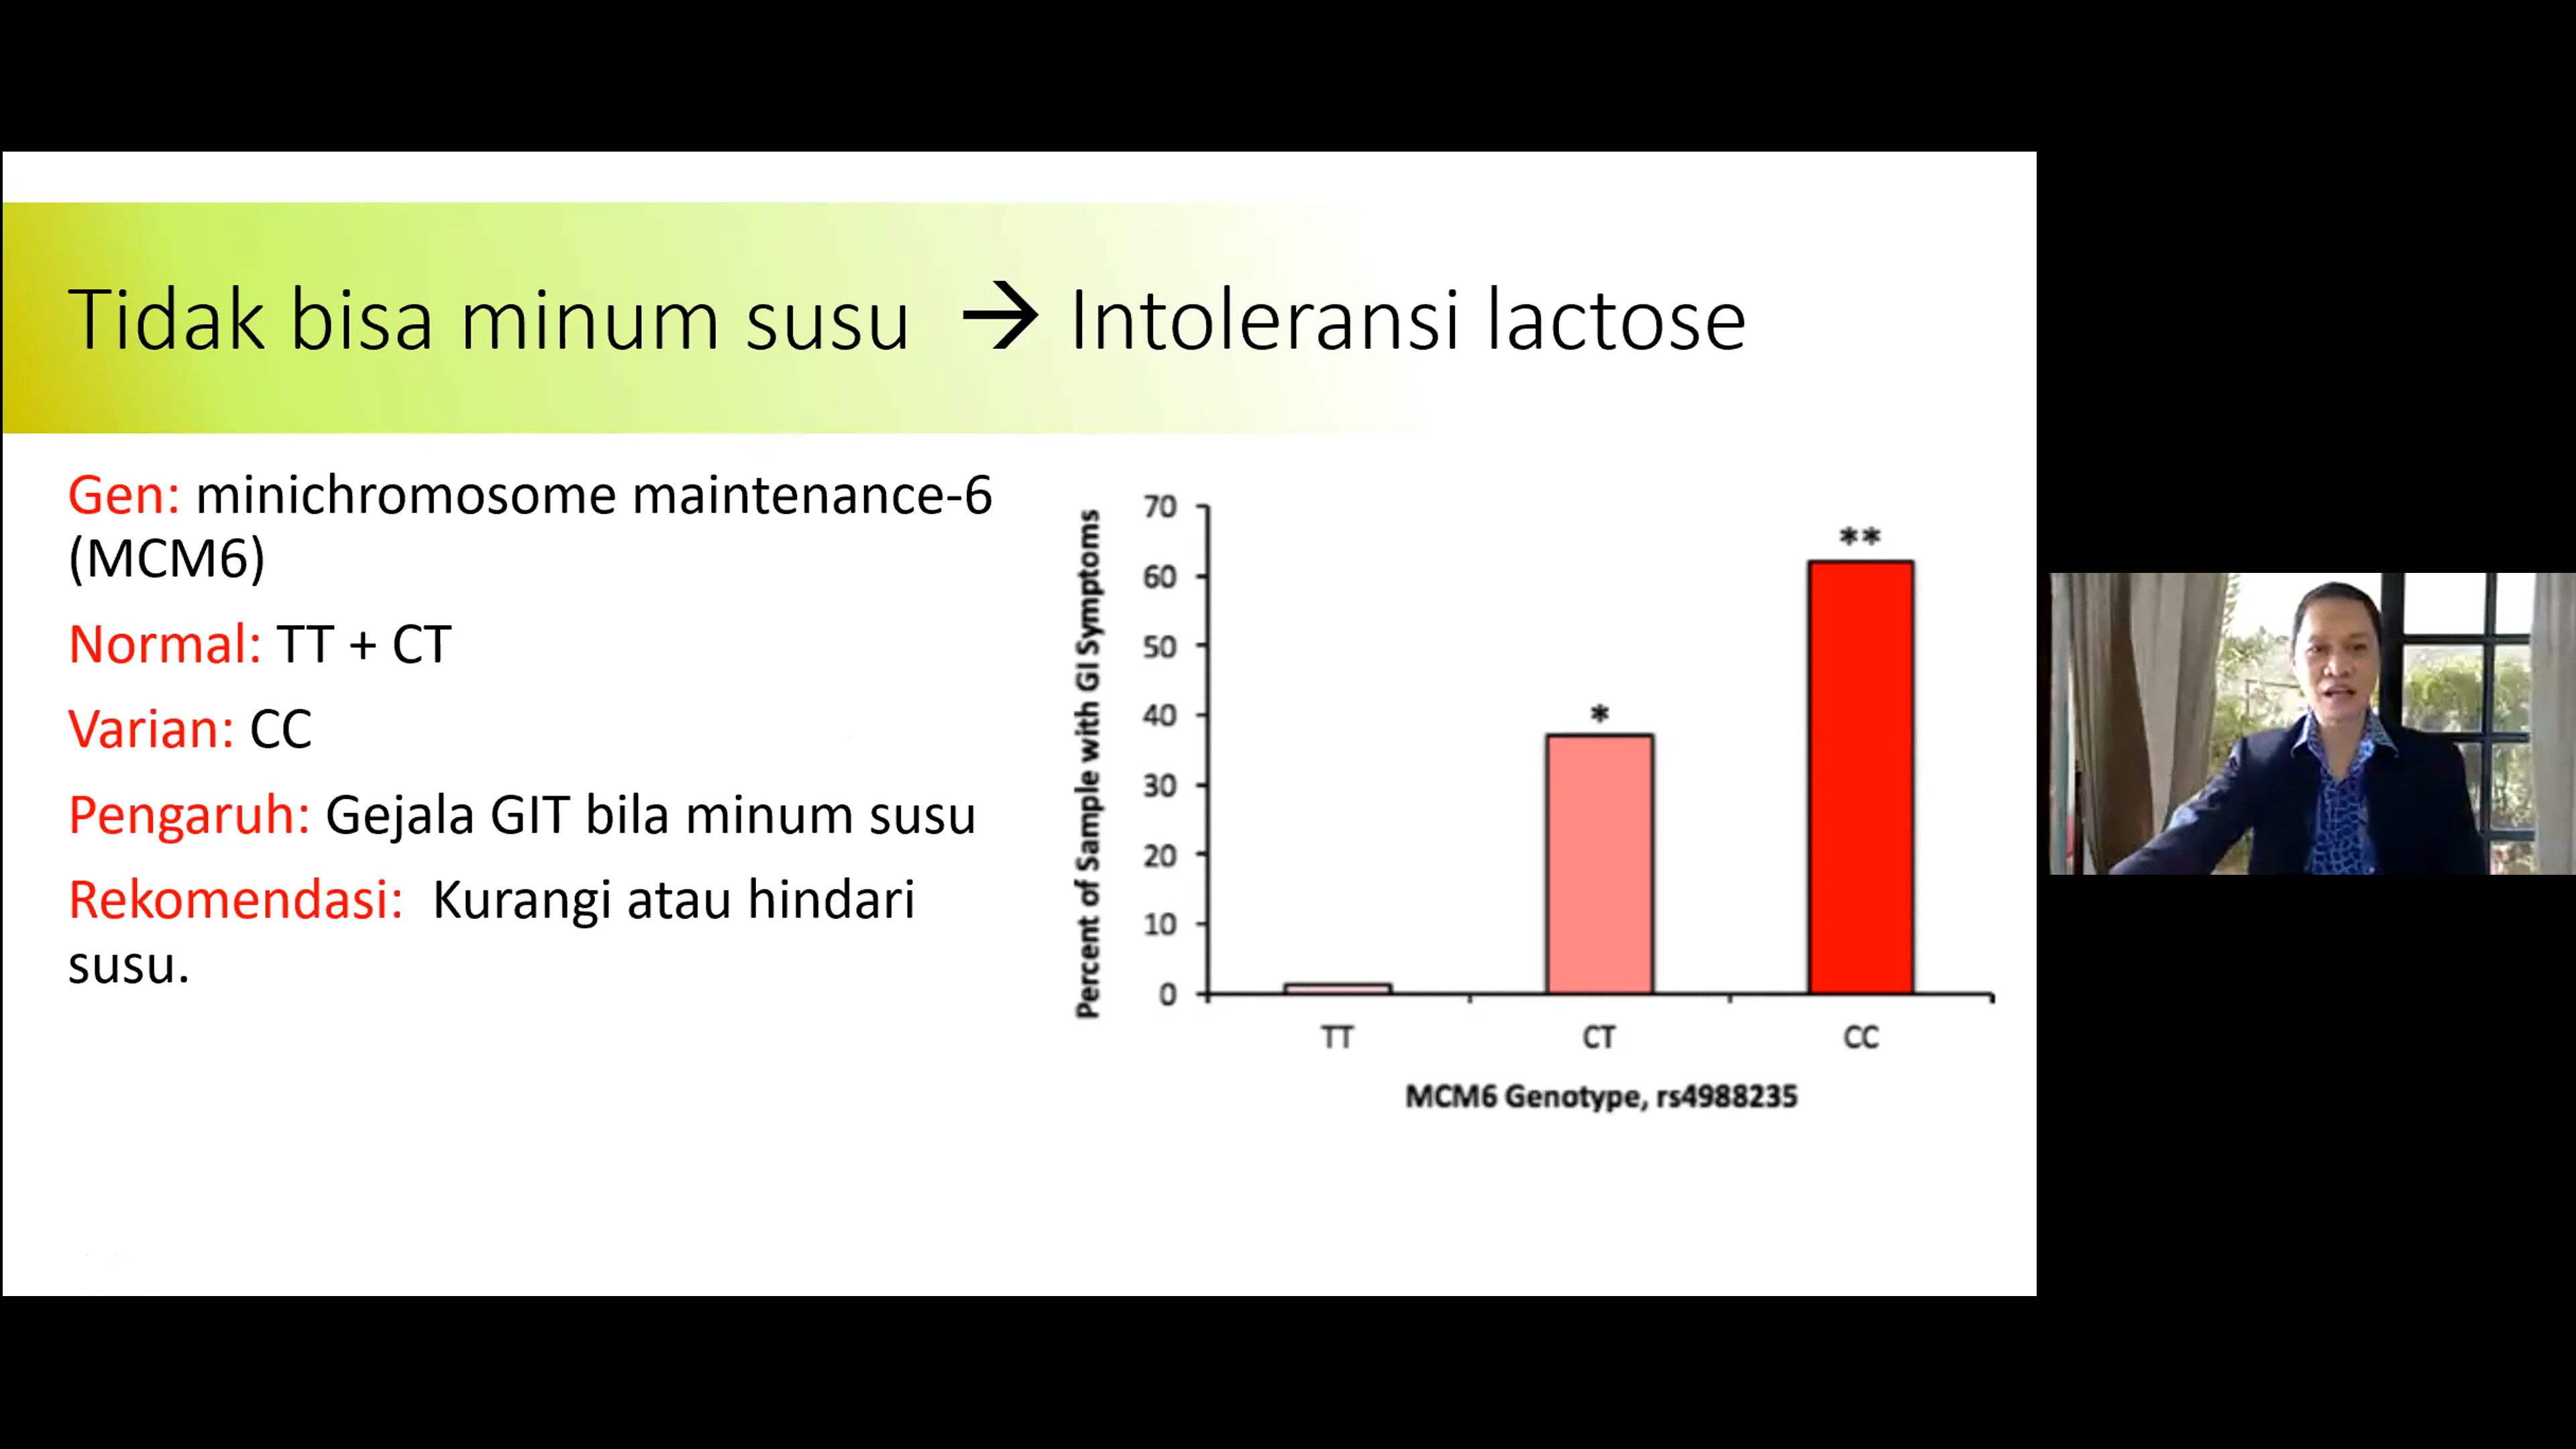 Tidak bisa minum susu → Intoleransi lactose
Gen: minichromosome maintenance-6
(MCM6)
Normal: TT + CT
Varian: CC
Pengaruh: Gejala GIT bila minum susu
Rekomendasi: Kurangi atau hindari
susu.
Percent of Sample with GI Symptoms
70
60
50
40
30
20
10
0
*
**
TT CT CC
MCM6 Genotype, rs4988235